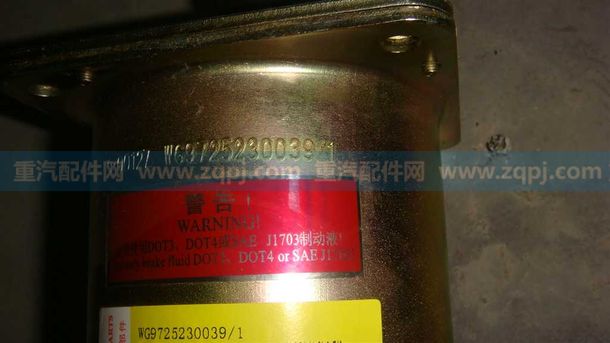 WG9725230039/1
重汽配件网 www.zqpj.com 重汽配件网 www.zqpj.com
警告!
WARNING!
DOT3、DOT4或SAE J1703制动液!
brake fluid DOT3、DOT4 or SAE J1703
PARTS
WG9725230039/1